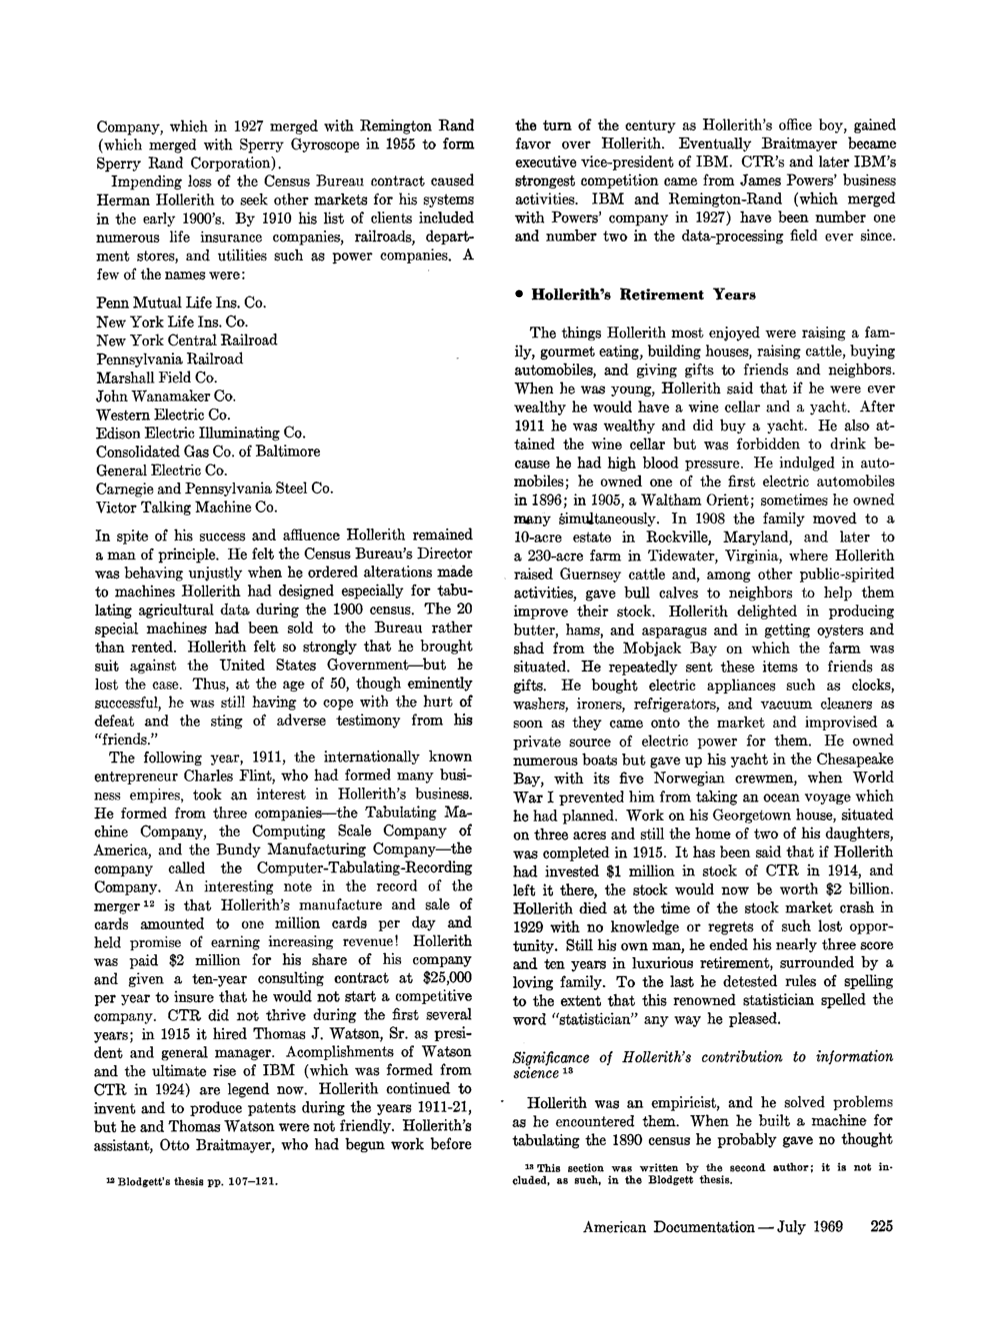 Company, which in 1927 merged with Remington Rand
(which merged with Sperry Gyroscope in 1955 to form
Sperry Rand Corporation).
Impending loss of the Census Bureau contract caused
Herman Hollerith to seek other markets for his systems
in the early 1900's. By 1910 his list of clients included
numerous life insurance companies, railroads, depart-
ment stores, and utilities such as power companies. A
few of the names were:
Penn Mutual Life Ins. Co.
New York Life Ins. Co.
New York Central Railroad
Pennsylvania Railroad
Marshall Field Co.
John Wanamaker Co.
Western Electric Co.
Edison Electric Illuminating Co.
Consolidated Gas Co. of Baltimore
General Electric Co.
Carnegie and Pennsylvania Steel Co.
Victor Talking Machine Co.
In spite of his success and affluence Hollerith remained
a man of principle. He felt the Census Bureau's Director
was behaving unjustly when he ordered alterations made
to machines Hollerith had designed especially for tabu-
lating agricultural data during the 1900 census. The 20
special machines had been sold to the Bureau rather
than rented. Hollerith felt so strongly that he brought
suit against the United States Government—but he
lost the case. Thus, at the age of 50, though eminently
successful, he was still having to cope with the hurt of
defeat and the sting of adverse testimony from his
"friends."
The following year, 1911, the internationally known
entrepreneur Charles Flint, who had formed many busi-
ness empires, took an interest in Hollerith's business.
He formed from three companies—the Tabulating Ma-
chine Company, the Computing Scale Company of
America, and the Bundy Manufacturing Company—the
company called the Computer-Tabulating-Recording
Company. An interesting note in the record of the
merger 12 is that Hollerith's manufacture and sale of
cards amounted to one million cards per day and
held promise of earning increasing revenue! Hollerith
was paid $2 million for his share of his company
and given a ten-year consulting contract at $25,000
per year to insure that he would not start a competitive
company. CTR did not thrive during the first several
years; in 1915 it hired Thomas J. Watson, Sr. as presi-
dent and general manager. Acomplishments of Watson
and the ultimate rise of IBM (which was formed from
CTR in 1924) are legend now. Hollerith continued to
invent and to produce patents during the years 1911-21,
but he and Thomas Watson were not friendly. Hollerith's
assistant, Otto Braitmayer, who had begun work before
12 Blodgett's thesis pp. 107–121.
the turn of the century as Hollerith's office boy, gained
favor over Hollerith. Eventually Braitmayer became
executive vice-president of IBM. CTR's and later IBM's
strongest competition came from James Powers' business
activities. IBM and Remington-Rand (which merged
with Powers' company in 1927) have been number one
and number two in the data-processing field ever since.
• Hollerith's Retirement Years
The things Hollerith most enjoyed were raising a fam-
ily, gourmet eating, building houses, raising cattle, buying
automobiles, and giving gifts to friends and neighbors.
When he was young, Hollerith said that if he were ever
wealthy he would have a wine cellar and a yacht. After
1911 he was wealthy and did buy a yacht. He also at-
tained the wine cellar but was forbidden to drink be-
cause he had high blood pressure. He indulged in auto-
mobiles; he owned one of the first electric automobiles
in 1896; in 1905, a Waltham Orient; sometimes he owned
many simultaneously. In 1908 the family moved to a
10-acre estate in Rockville, Maryland, and later to
a 230-acre farm in Tidewater, Virginia, where Hollerith
raised Guernsey cattle and, among other public-spirited
activities, gave bull calves to neighbors to help them
improve their stock. Hollerith delighted in producing
butter, hams, and asparagus and in getting oysters and
shad from the Mobjack Bay on which the farm was
situated. He repeatedly sent these items to friends as
gifts. He bought electric appliances such as clocks,
washers, ironers, refrigerators, and vacuum cleaners as
soon as they came onto the market and improvised a
private source of electric power for them. He owned
numerous boats but gave up his yacht in the Chesapeake
Bay, with its five Norwegian crewmen, when World
War I prevented him from taking an ocean voyage which
he had planned. Work on his Georgetown house, situated
on three acres and still the home of two of his daughters,
was completed in 1915. It has been said that if Hollerith
had invested $1 million in stock of CTR in 1914, and
left it there, the stock would now be worth $2 billion.
Hollerith died at the time of the stock market crash in
1929 with no knowledge or regrets of such lost oppor-
tunity. Still his own man, he ended his nearly three score
and ten years in luxurious retirement, surrounded by a
loving family. To the last he detested rules of spelling
to the extent that this renowned statistician spelled the
word "statistician" any way he pleased.
Significance of Hollerith's contribution to information
science 13
Hollerith was an empiricist, and he solved problems
as he encountered them. When he built a machine for
tabulating the 1890 census he probably gave no thought
13 This section was written by the second author; it is not in-
cluded, as such, in the Blodgett thesis.
American Documentation — July 1969 225